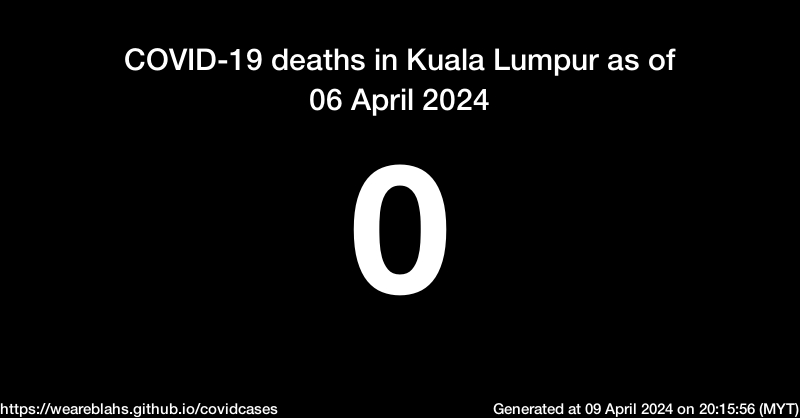 COVID-19 deaths in Kuala Lumpur as of
06 April 2024
0
https://weareblahs.github.io/covidcases
Generated at 09 April 2024 on 20:15:56 (MYT)